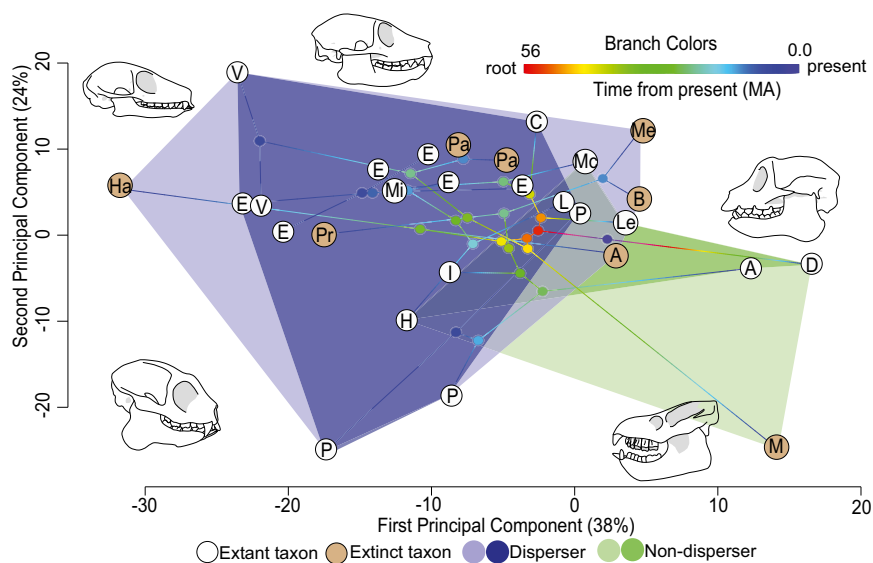 Branch Colors
56 0.0
root present
Time from present (MA)
Second Principal Component (24%)
20
10
0
-10
-20
V
C
Me
Pa
E
Pa
Mc
E
E
E
Mi
Ha
B
E
V
L
P
Le
E
Pr
A
I
A
D
H
P
P
M
-30 -20 -10 0 10 20
First Principal Component (38%)
Extant taxon Extinct taxon Disperser Non-disperser